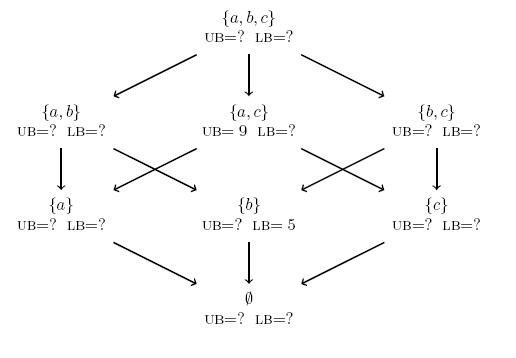 {a, b, c}
UB=? LB=?
{a, b} {a, c} {b, c}
UB=? LB=? UB= 9 LB=? UB=? LB=?
{a} {b} {c}
UB=? LB=? UB=? LB= 5 UB=? LB=?
∅
UB=? LB=?